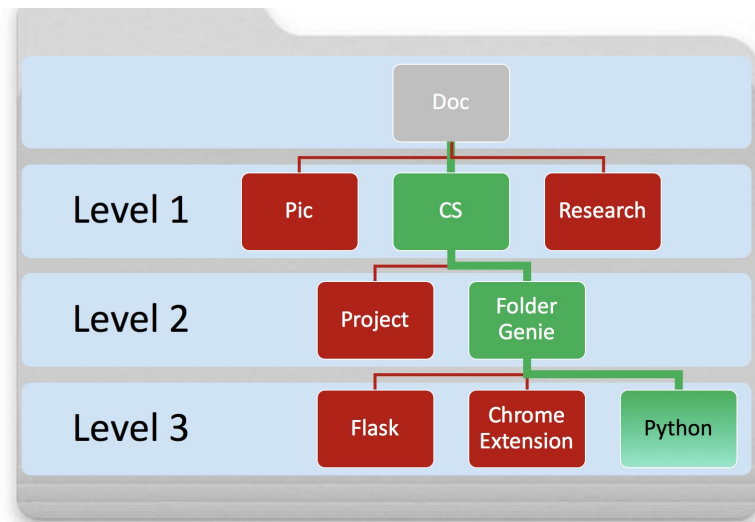 Doc
Level 1
Pic
CS
Research
Level 2
Project
Folder
Genie
Level 3
Flask
Chrome
Extension
Python